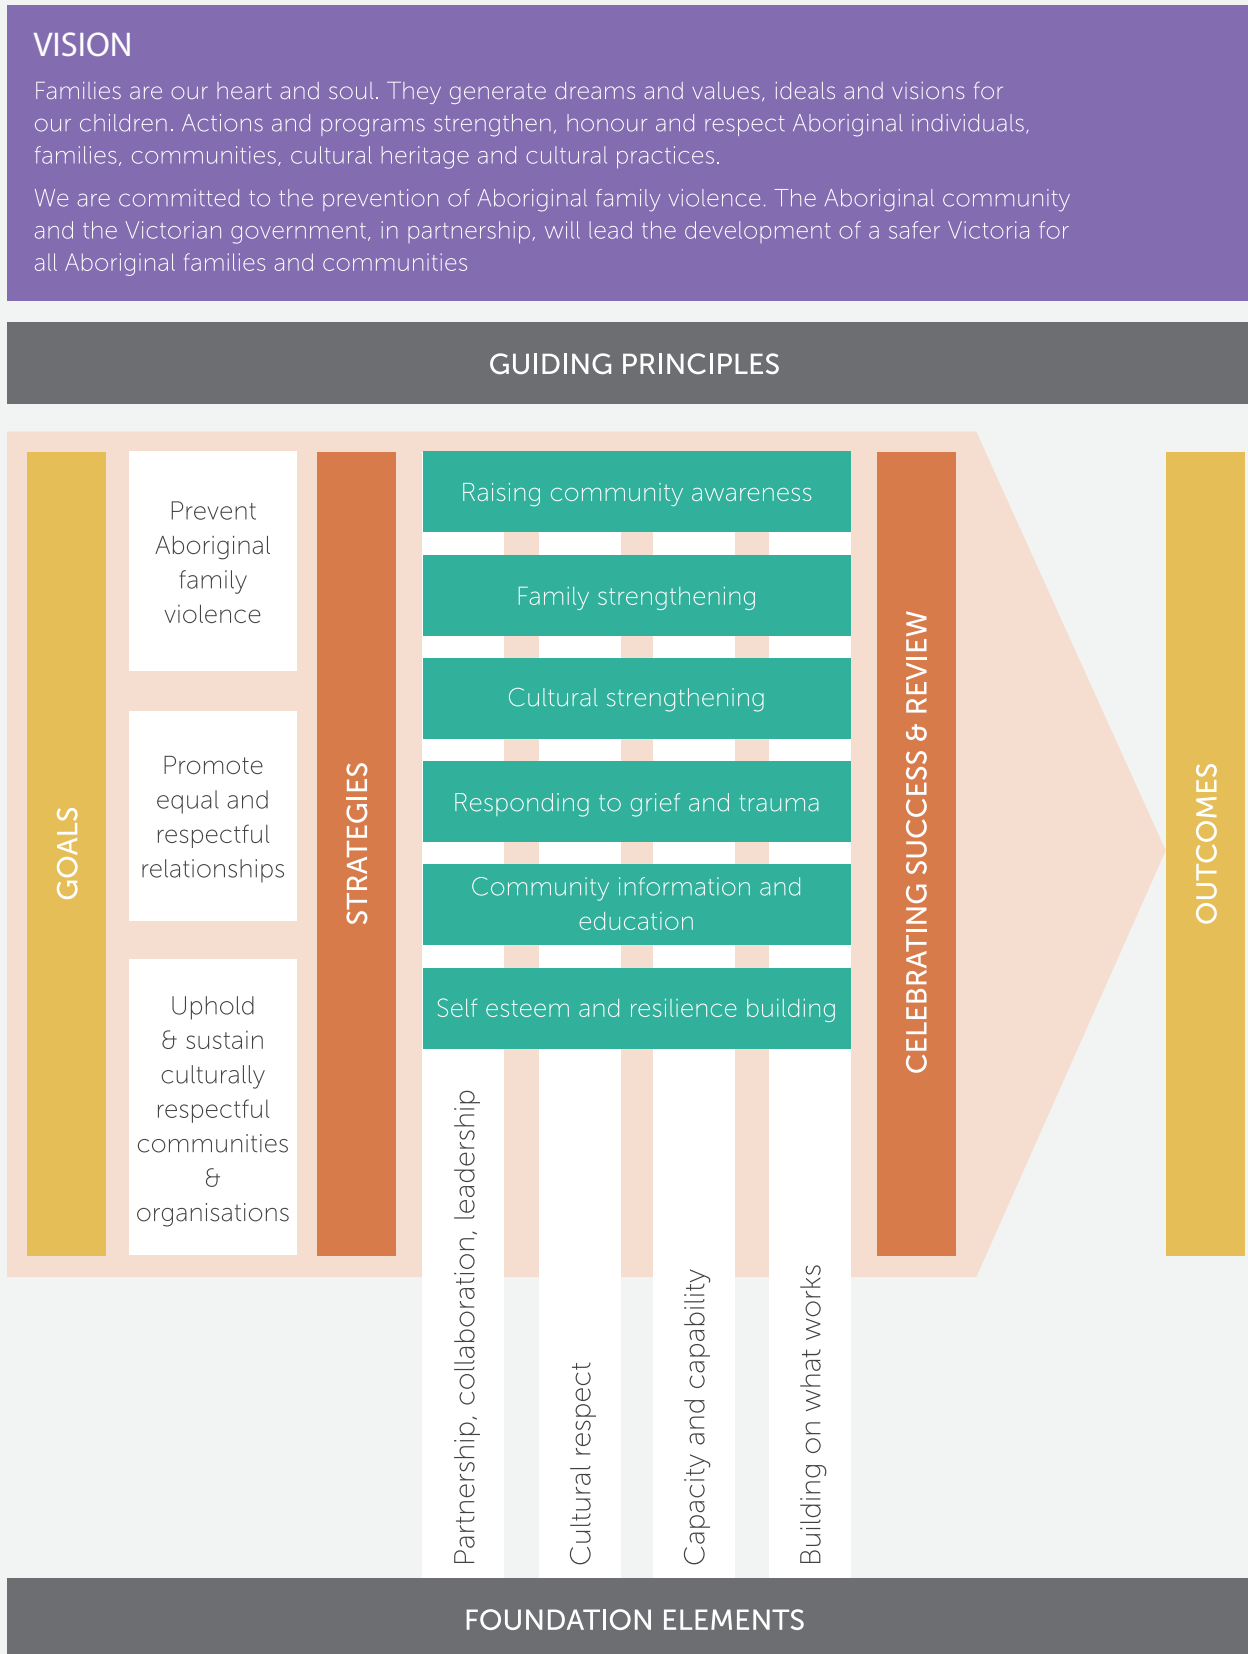 VISION
Families are our heart and soul. They generate dreams and values, ideals and visions for
our children. Actions and programs strengthen, honour and respect Aboriginal individuals,
families, communities, cultural heritage and cultural practices.
We are committed to the prevention of Aboriginal family violence. The Aboriginal community
and the Victorian government, in partnership, will lead the development of a safer Victoria for
all Aboriginal families and communities
GUIDING PRINCIPLES
GOALS
Prevent
Aboriginal
family
violence
Promote
equal and
respectful
relationships
Uphold
& sustain
culturally
respectful
communities
&
organisations
STRATEGIES
Raising community awareness
Family strengthening
Cultural strengthening
Responding to grief and trauma
Community information and
education
Self esteem and resilience building
Partnership, collaboration, leadership
Cultural respect
Capacity and capability
Building on what works
CELEBRATING SUCCESS & REVIEW
OUTCOMES
FOUNDATION ELEMENTS